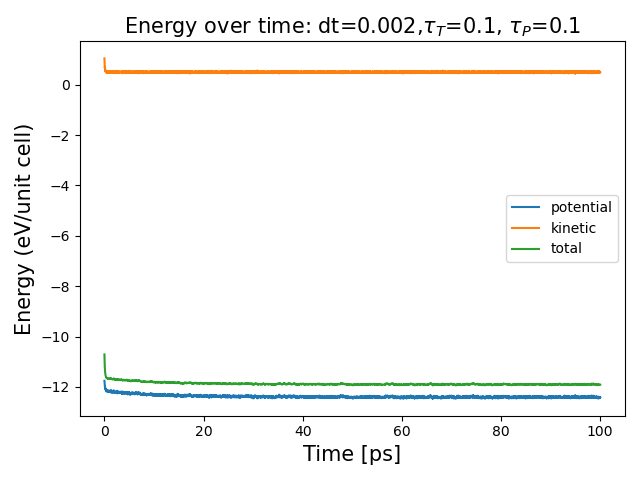 Energy over time: dt=0.002,τ_T=0.1, τ_P=0.1
Energy (eV/unit cell)
0
−2
−4
−6
−8
−10
−12
potential
kinetic
total
0 20 40 60 80 100
Time [ps]